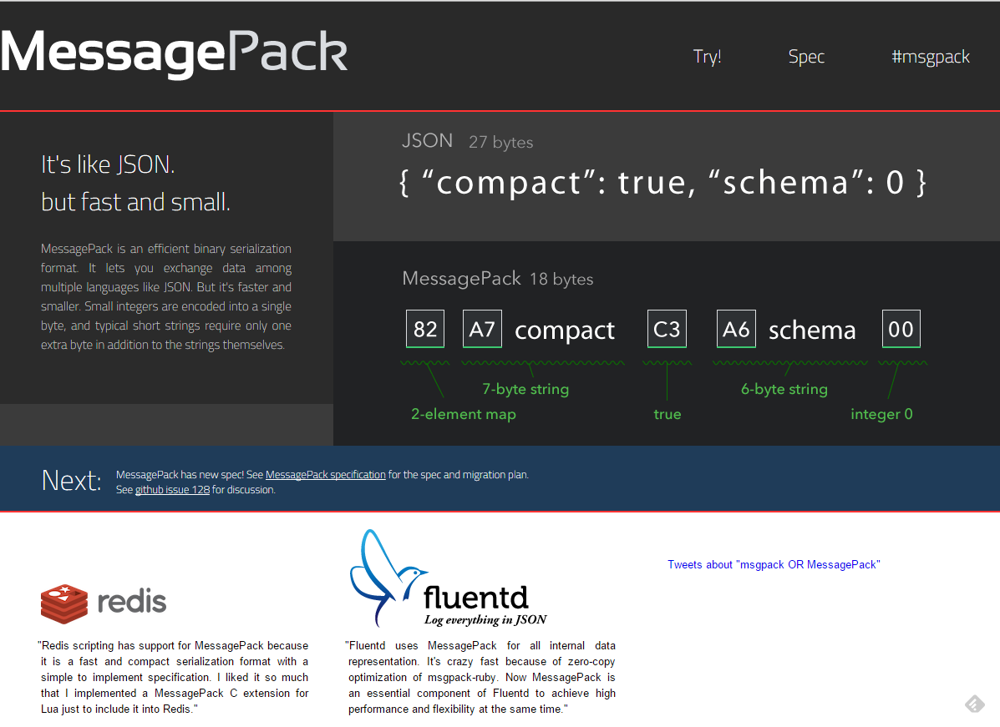 MessagePack
Try!
Spec
#msgpack
It's like JSON.
but fast and small.
MessagePack is an efficient binary serialization
format. It lets you exchange data among
multiple languages like JSON. But it's faster and
smaller. Small integers are encoded into a single
byte, and typical short strings require only one
extra byte in addition to the strings themselves.
JSON 27 bytes
{ “compact”: true, “schema”: 0 }
MessagePack 18 bytes
82 A7 compact C3 A6 schema 00
7-byte string 6-byte string
2-element map true integer 0
Next:
MessagePack has new spec! See MessagePack specification for the spec and migration plan.
See github issue 128 for discussion.
redis
"Redis scripting has support for MessagePack because
it is a fast and compact serialization format with a
simple to implement specification. I liked it so much
that I implemented a MessagePack C extension for
Lua just to include it into Redis."
fluentd
Log everything in JSON
"Fluentd uses MessagePack for all internal data
representation. It's crazy fast because of zero-copy
optimization of msgpack-ruby. Now MessagePack is
an essential component of Fluentd to achieve high
performance and flexibility at the same time."
Tweets about "msgpack OR MessagePack"